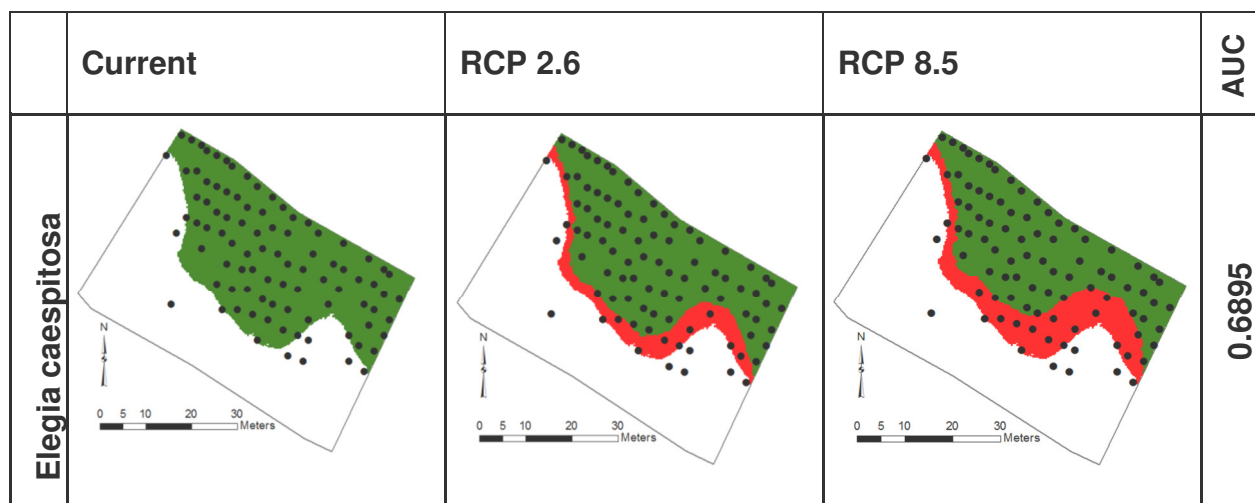 Current
RCP 2.6
RCP 8.5
AUC
Elegia caespitosa
N
0 5 10 20 30
Meters
N
0 5 10 20 30
Meters
N
0 5 10 20 30
Meters
0.6895